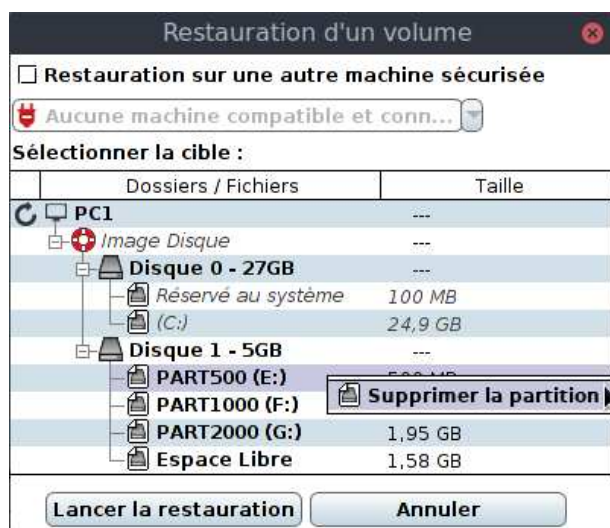 Restauration d'un volume
Restauration sur une autre machine sécurisée
Aucune machine compatible et conn...
Sélectionner la cible :
Dossiers / Fichiers Taille
PC1 ---
Image Disque ---
Disque 0 - 27GB ---
Réservé au système 100 MB
(C:) 24,9 GB
Disque 1 - 5GB ---
PART500 (E:)
Supprimer la partition
PART1000 (F:)
PART2000 (G:) 1,95 GB
Espace Libre 1,58 GB
Lancer la restauration Annuler